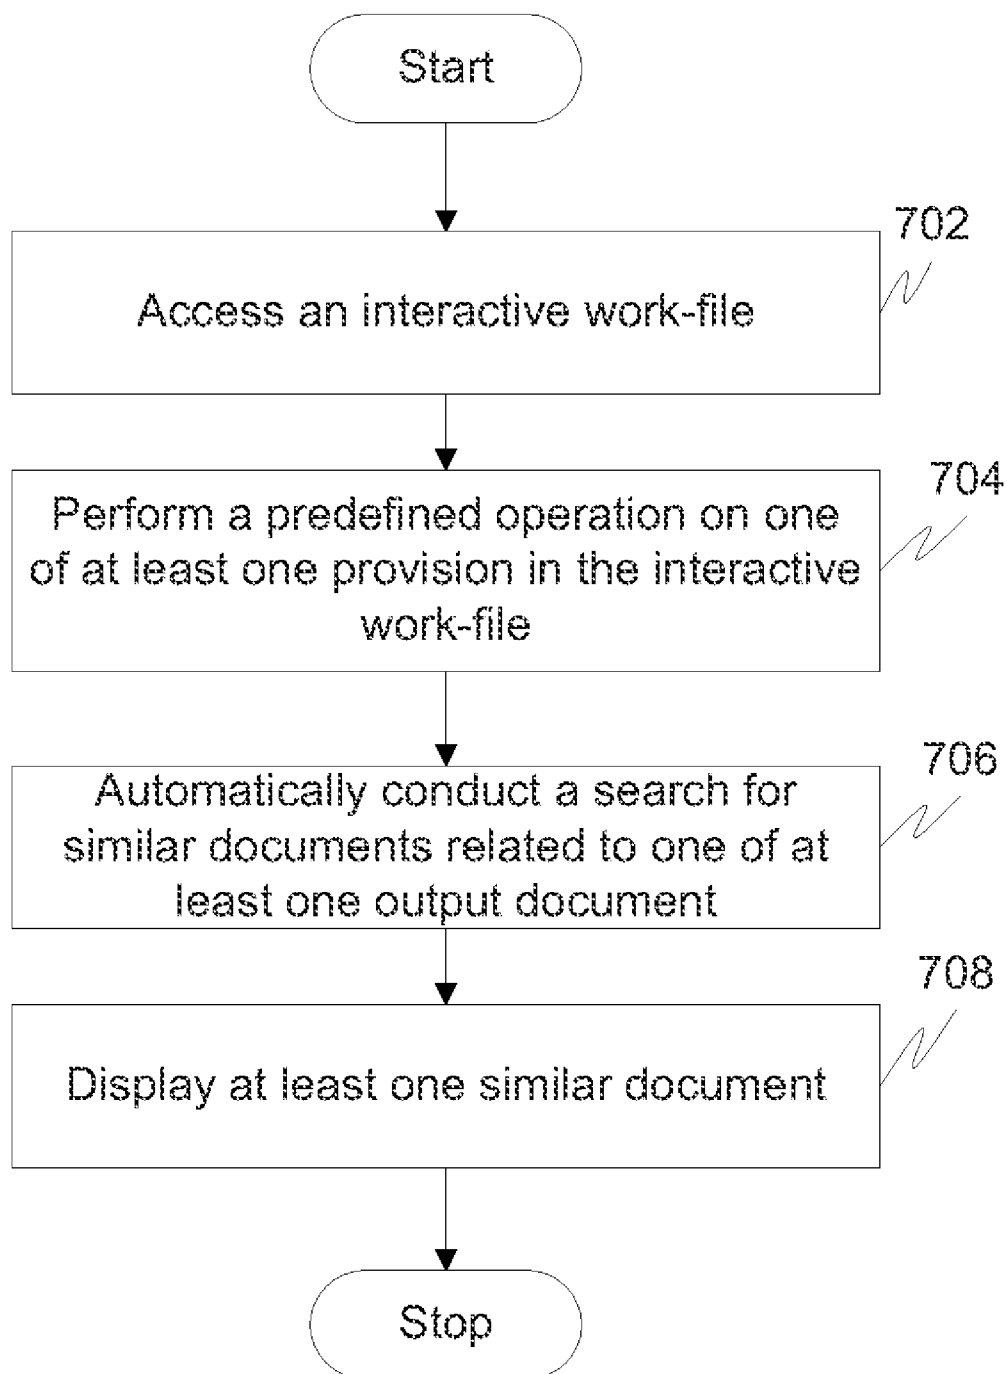 Start
702
Access an interactive work-file
704
Perform a predefined operation on one
of at least one provision in the interactive
work-file
706
Automatically conduct a search for
similar documents related to one of at
least one output document
708
Display at least one similar document
Stop